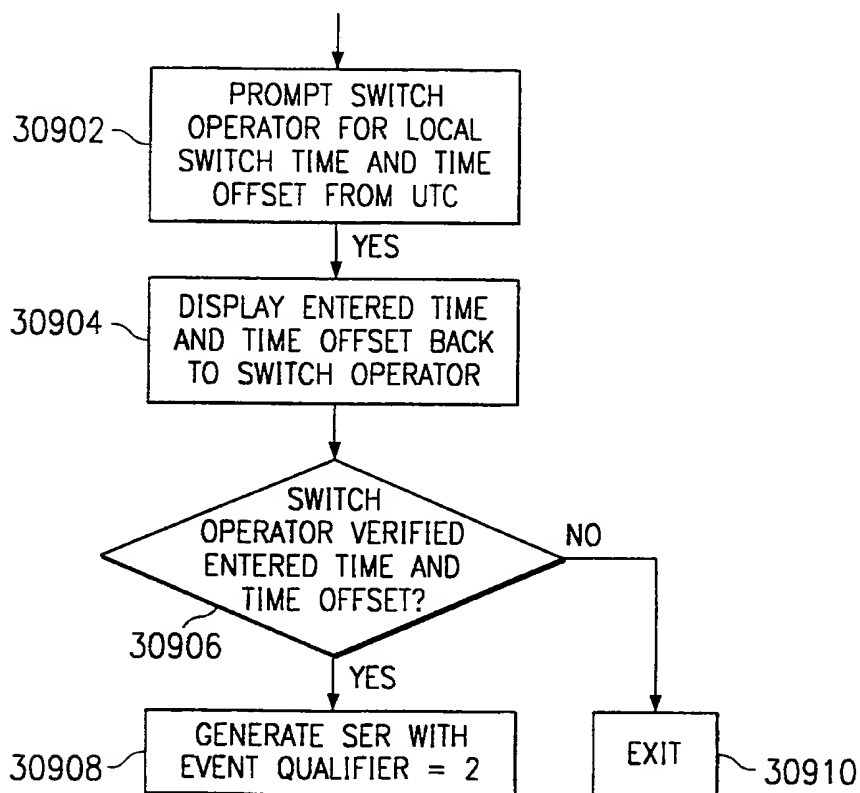 30902
PROMPT SWITCH
OPERATOR FOR LOCAL
SWITCH TIME AND TIME
OFFSET FROM UTC
YES
30904
DISPLAY ENTERED TIME
AND TIME OFFSET BACK
TO SWITCH OPERATOR
SWITCH
OPERATOR VERIFIED
ENTERED TIME AND
TIME OFFSET?
NO
30906
YES
30908
GENERATE SER WITH
EVENT QUALIFIER = 2
EXIT
30910